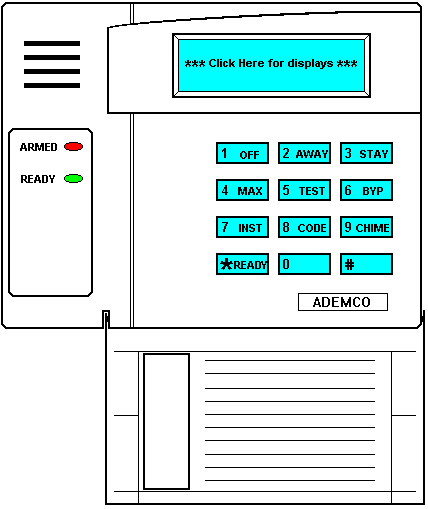 *** Click Here for displays ***
ARMED
READY
1 OFF 2 AWAY 3 STAY
4 MAX 5 TEST 6 BYP
7 INST 8 CODE 9 CHIME
*READY 0 #
ADEMCO